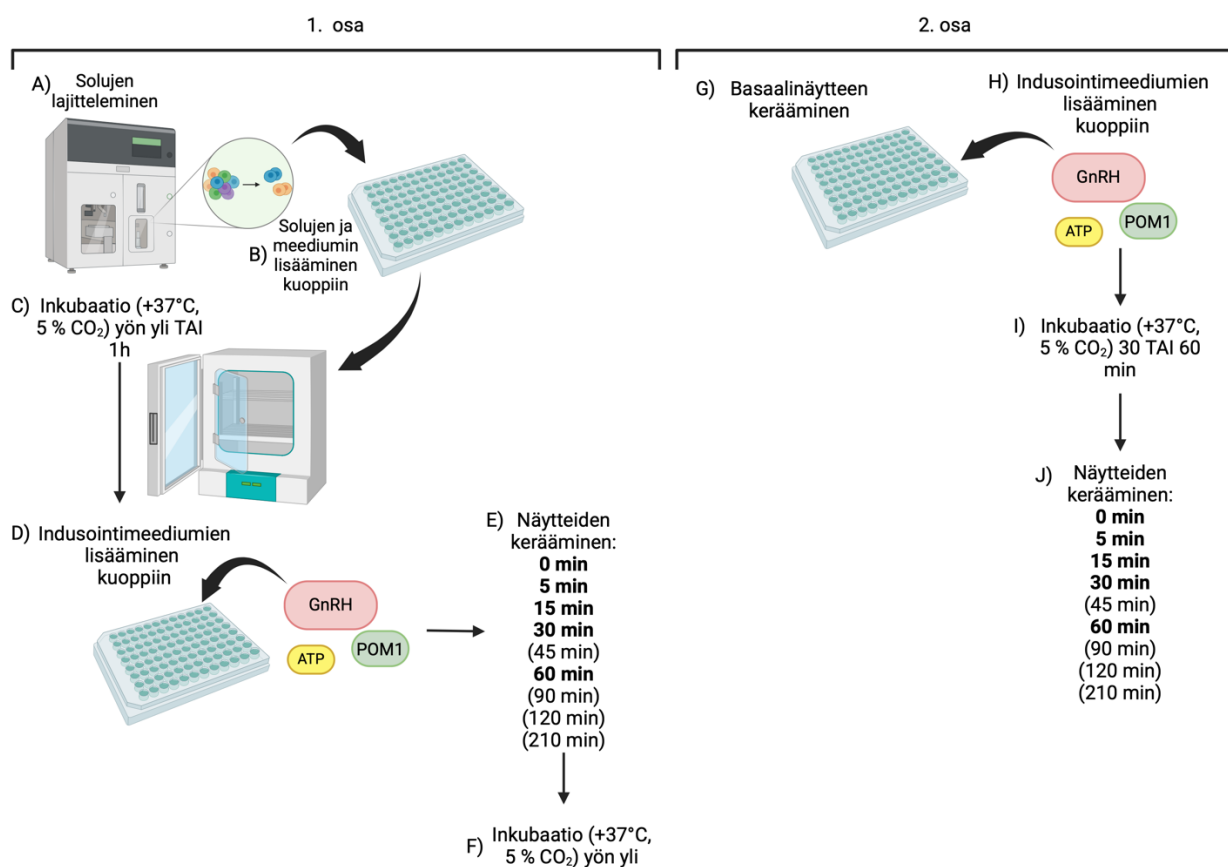 1. osa
A) Solujen
lajitteleminen
B) Solujen ja
meediumin
lisääminen
kuoppiin
C) Inkubaatio (+37°C,
5 % CO₂) yön yli TAI
1h
D) Indusointimeediumien
lisääminen
kuoppiin
GnRH
ATP
POM1
E) Näytteiden
kerääminen:
0 min
5 min
15 min
30 min
(45 min)
60 min
(90 min)
(120 min)
(210 min)
F) Inkubaatio (+37°C,
5 % CO₂) yön yli
2. osa
G) Basaalinäytteen
kerääminen
H) Indusointimeediumien
lisääminen
kuoppiin
GnRH
ATP
POM1
I) Inkubaatio (+37°C,
5 % CO₂) 30 TAI 60
min
J) Näytteiden
kerääminen:
0 min
5 min
15 min
30 min
(45 min)
60 min
(90 min)
(120 min)
(210 min)